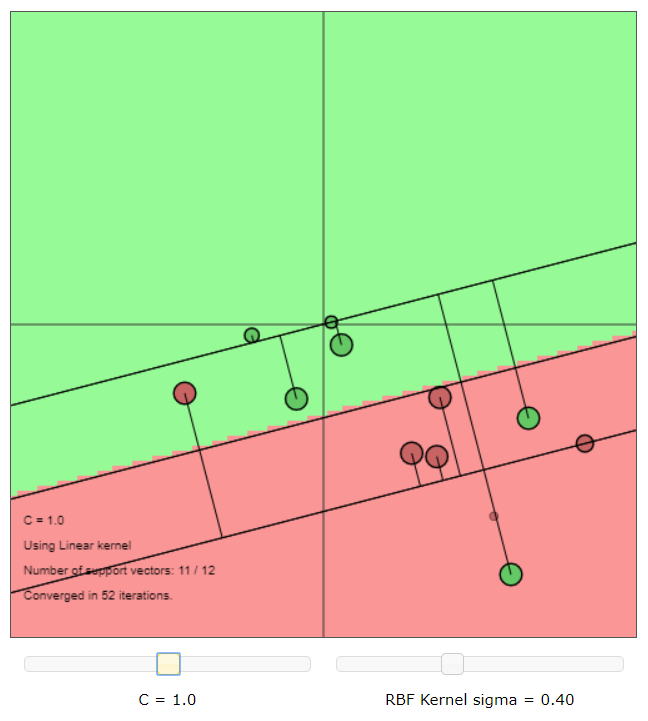 C = 1.0
Using Linear kernel
Number of support vectors: 11 / 12
Converged in 52 iterations.
C = 1.0
RBF Kernel sigma = 0.40